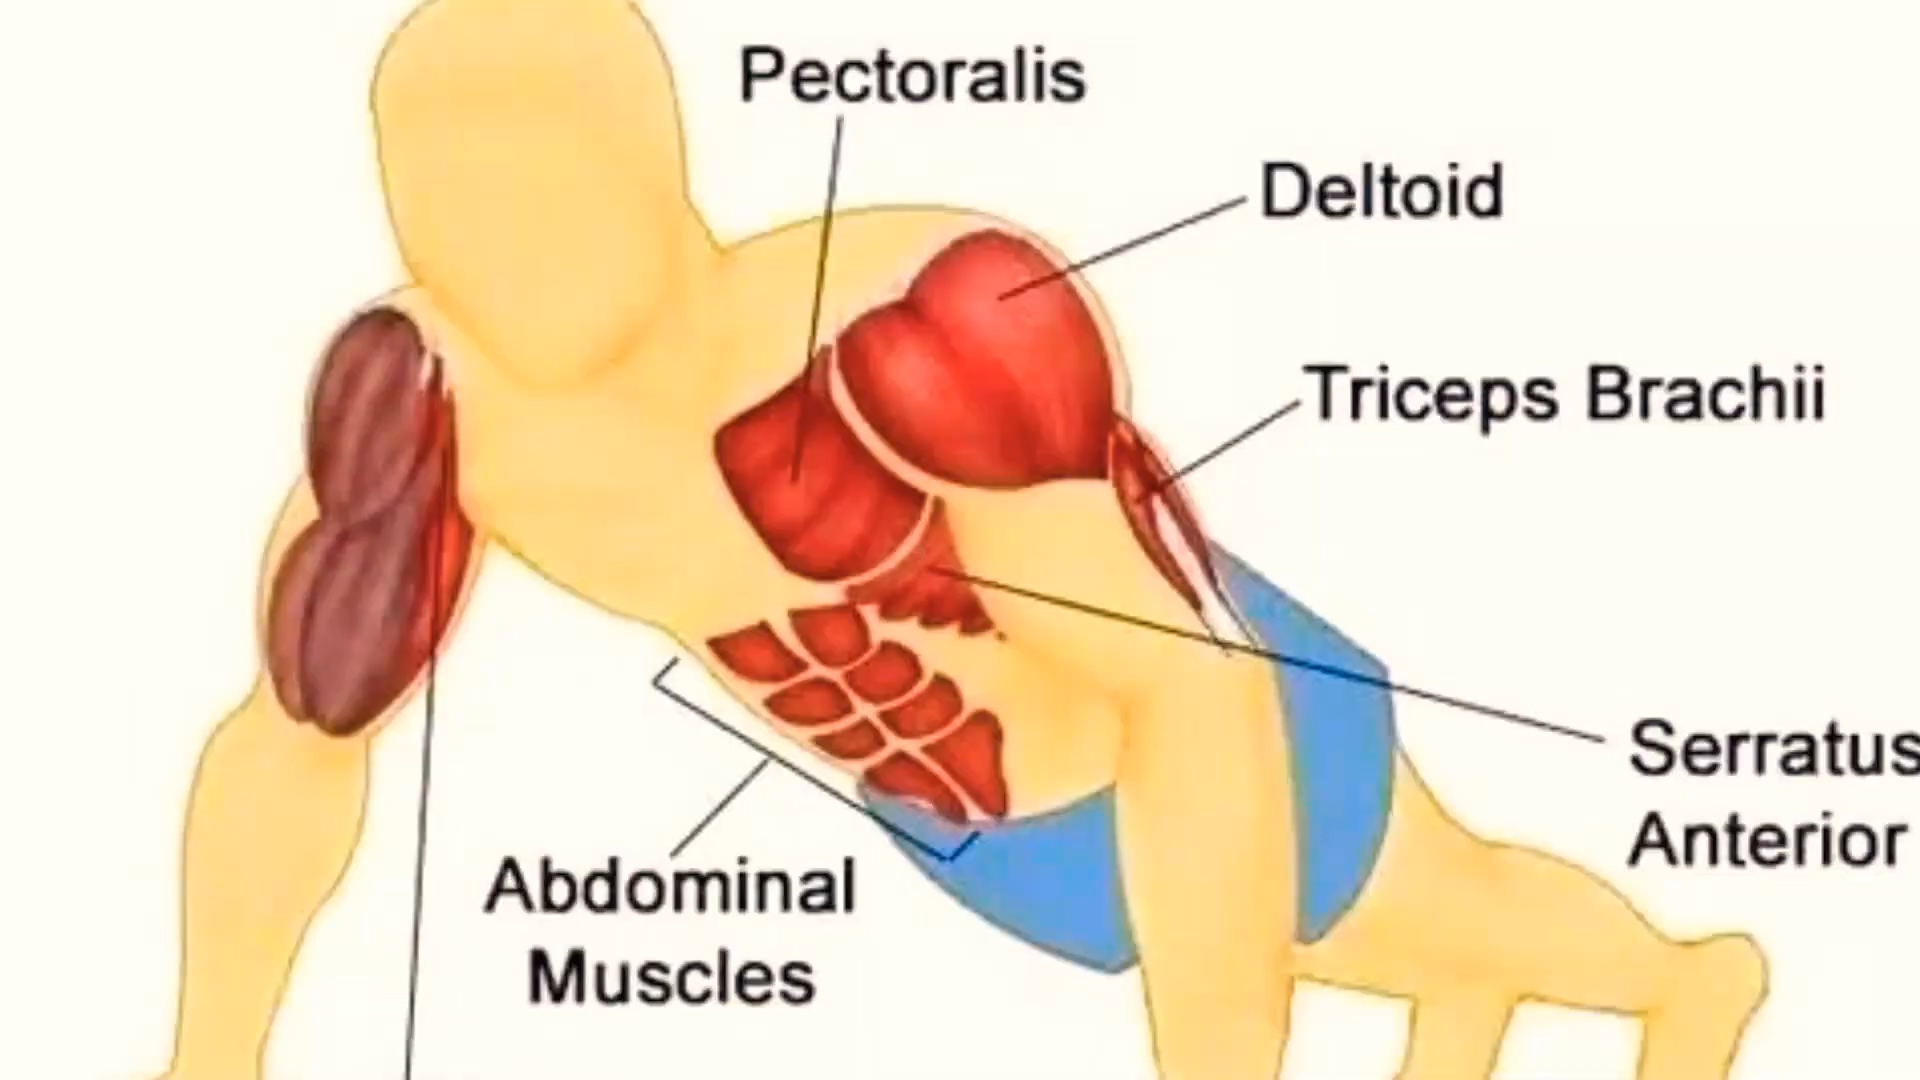 Pectoralis
Deltoid
Triceps Brachii
Serratus
Anterior
Abdominal
Muscles